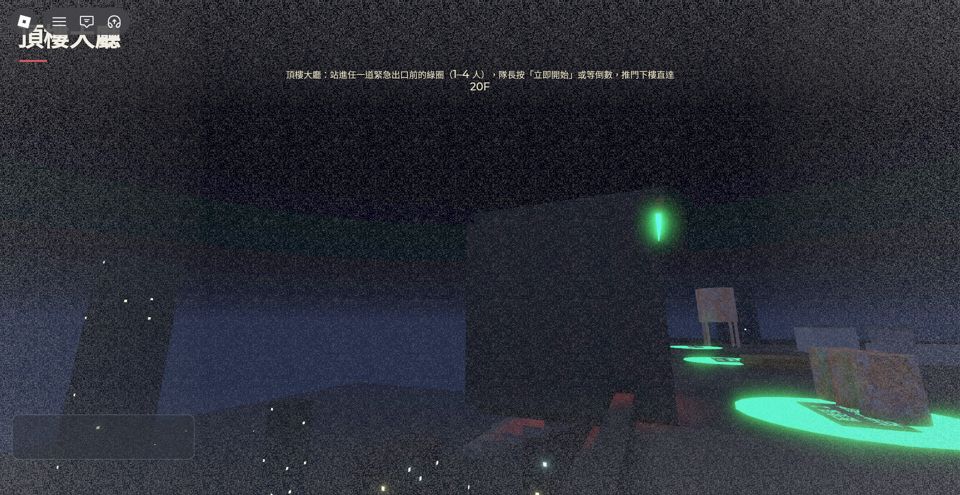 頂樓大廳
頂樓大廳：站進任一道緊急出口前的綠圈（1–4 人），隊長按「立即開始」或等倒數，推門下樓直達
20F